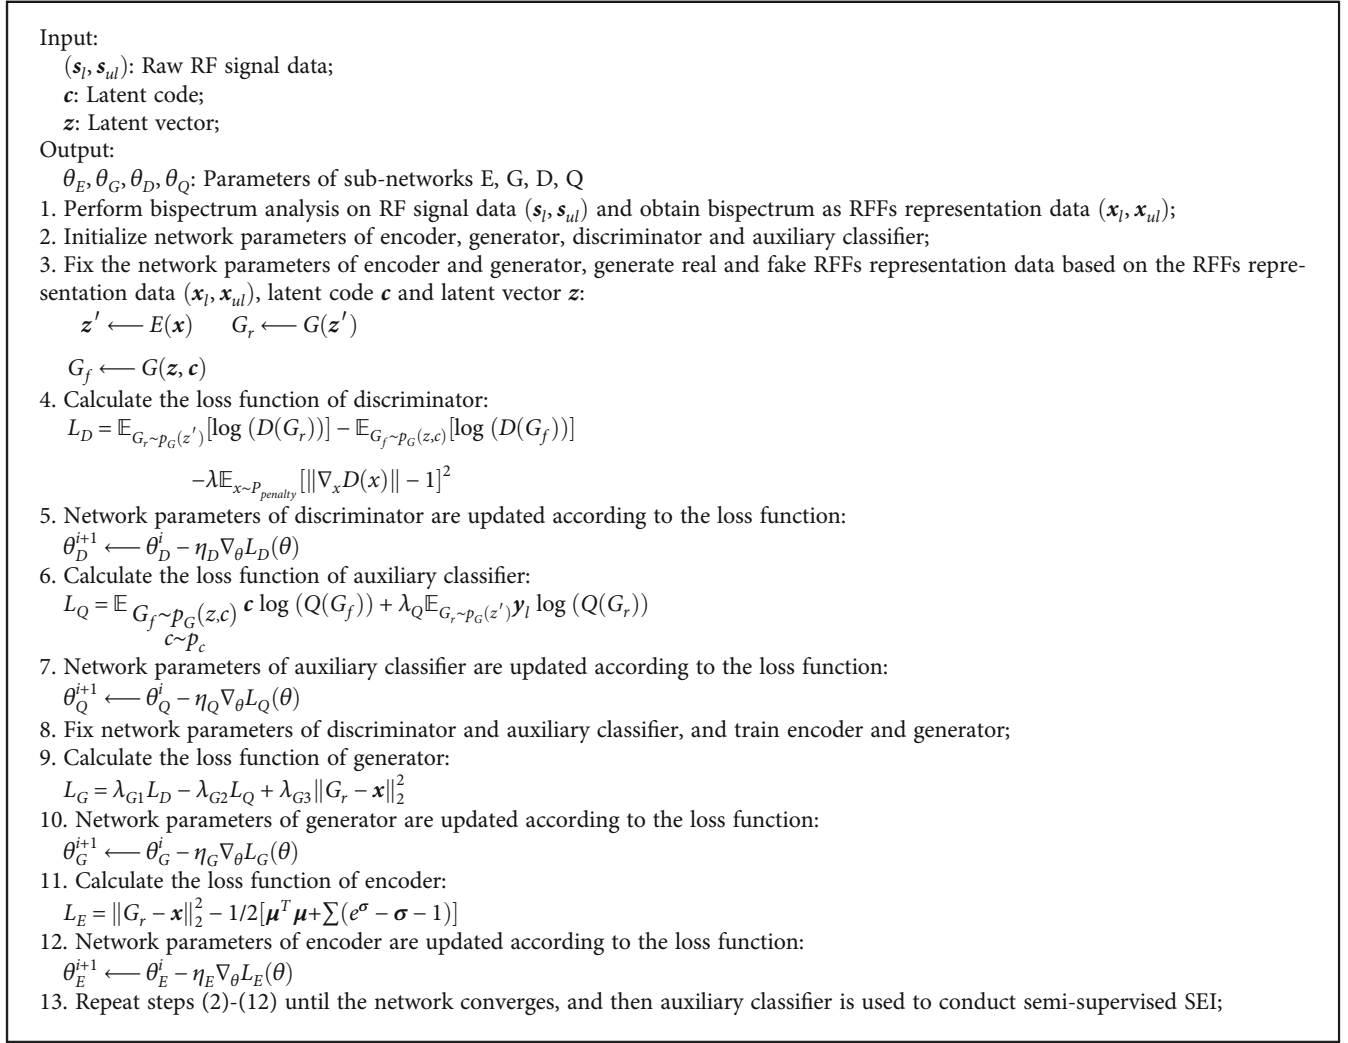 Input:
(s_l, s_ul): Raw RF signal data;
c: Latent code;
z: Latent vector;
Output:
θ_E, θ_G, θ_D, θ_Q: Parameters of sub-networks E, G, D, Q
1. Perform bispectrum analysis on RF signal data (s_l, s_ul) and obtain bispectrum as RFFs representation data (x_l, x_ul);
2. Initialize network parameters of encoder, generator, discriminator and auxiliary classifier;
3. Fix the network parameters of encoder and generator, generate real and fake RFFs representation data based on the RFFs repre-
sentation data (x_l, x_ul), latent code c and latent vector z:
z′ ⟵ E(x) G_r ⟵ G(z′)
G_f ⟵ G(z, c)
4. Calculate the loss function of discriminator:
L_D = 𝔼_{G_r~p_G(z′)}[log (D(G_r))] − 𝔼_{G_f~p_G(z,c)}[log (D(G_f))]
−λ𝔼_{x~P_penalty}[‖∇_x D(x)‖ − 1]^2
5. Network parameters of discriminator are updated according to the loss function:
θ_D^{i+1} ⟵ θ_D^i − η_D∇_θL_D(θ)
6. Calculate the loss function of auxiliary classifier:
L_Q = 𝔼 G_f~p_G(z,c) c log (Q(G_f)) + λ_Q𝔼_{G_r~p_G(z′)}y_l log (Q(G_r))
c~p_c
7. Network parameters of auxiliary classifier are updated according to the loss function:
θ_Q^{i+1} ⟵ θ_Q^i − η_Q∇_θL_Q(θ)
8. Fix network parameters of discriminator and auxiliary classifier, and train encoder and generator;
9. Calculate the loss function of generator:
L_G = λ_{G1}L_D − λ_{G2}L_Q + λ_{G3}‖G_r − x‖_2^2
10. Network parameters of generator are updated according to the loss function:
θ_G^{i+1} ⟵ θ_G^i − η_G∇_θL_G(θ)
11. Calculate the loss function of encoder:
L_E = ‖G_r − x‖_2^2 − 1/2[μ^T μ+∑(e^σ − σ − 1)]
12. Network parameters of encoder are updated according to the loss function:
θ_E^{i+1} ⟵ θ_E^i − η_E∇_θL_E(θ)
13. Repeat steps (2)-(12) until the network converges, and then auxiliary classifier is used to conduct semi-supervised SEI;